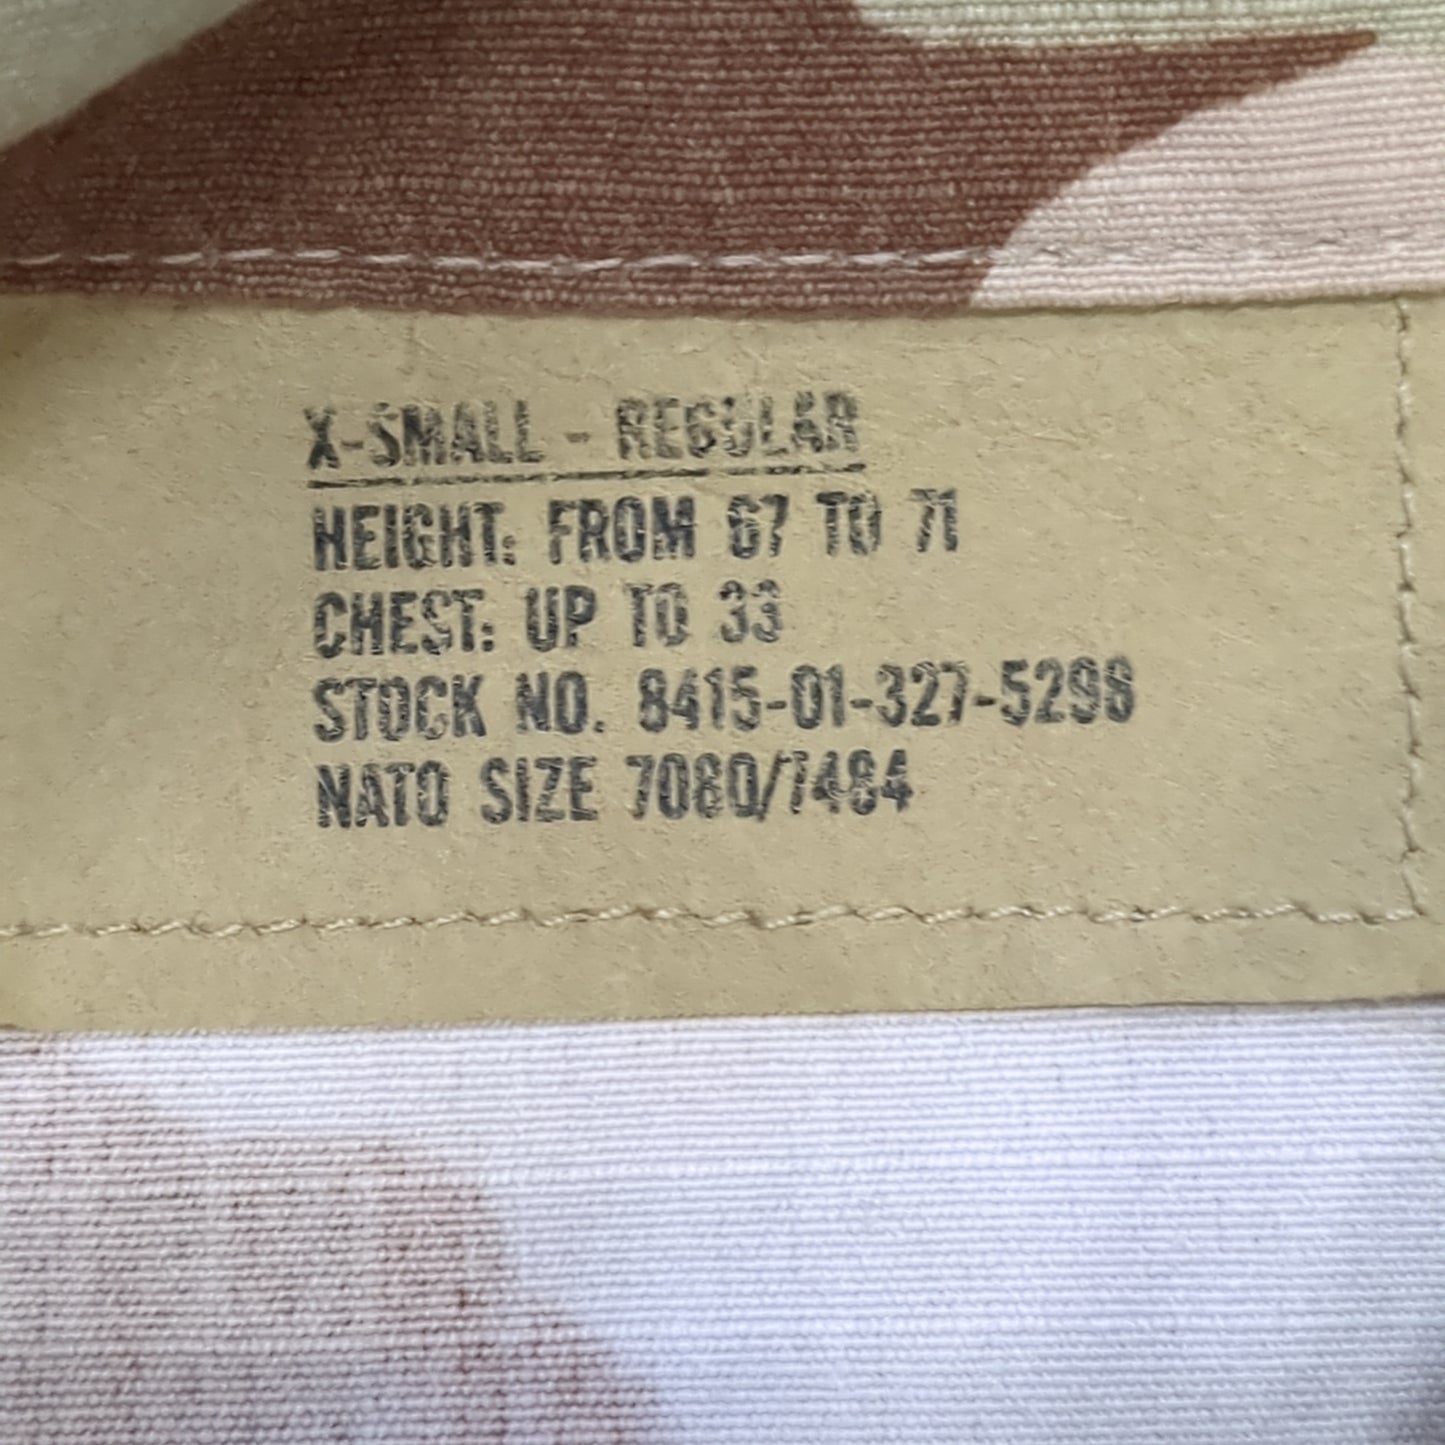 X-SMALL - REGULAR
HEIGHT: FROM 67 TO 71
CHEST: UP TO 33
STOCK NO. 8415-01-327-5298
NATO SIZE 7080/7484